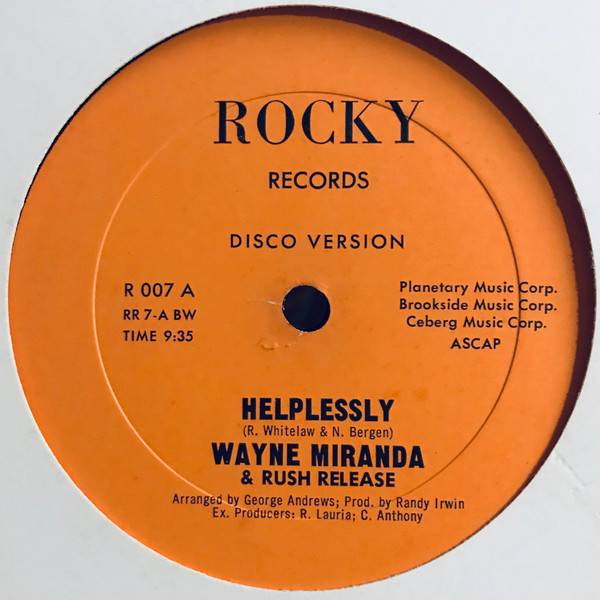 ROCKY
RECORDS
DISCO VERSION
R 007 A
RR 7-A BW
TIME 9:35
Planetary Music Corp.
Brookside Music Corp.
Ceberg Music Corp.
ASCAP
HELPLESSLY
(R. Whitelaw & N. Bergen)
WAYNE MIRANDA
& RUSH RELEASE
Arranged by George Andrews; Prod. by Randy Irwin
Ex. Producers: R. Lauria; C. Anthony